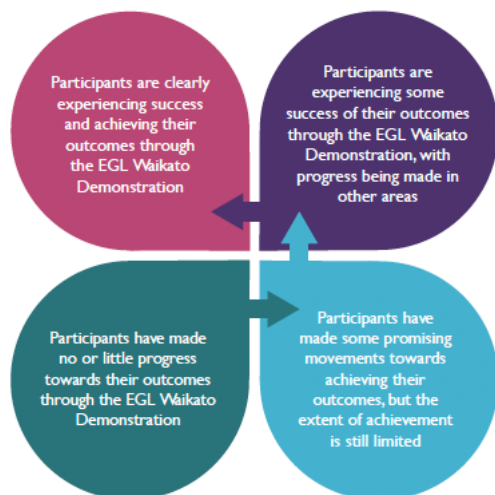 Participants are clearly
experiencing success
and achieving their
outcomes through
the EGL Waikato
Demonstration
Participants are
experiencing some
success of their outcomes
through the EGL Waikato
Demonstration, with
progress being made in
other areas
Participants have made
no or little progress
towards their outcomes
through the EGL Waikato
Demonstration
Participants have
made some promising
movements towards
achieving their
outcomes, but the
extent of achievement
is still limited